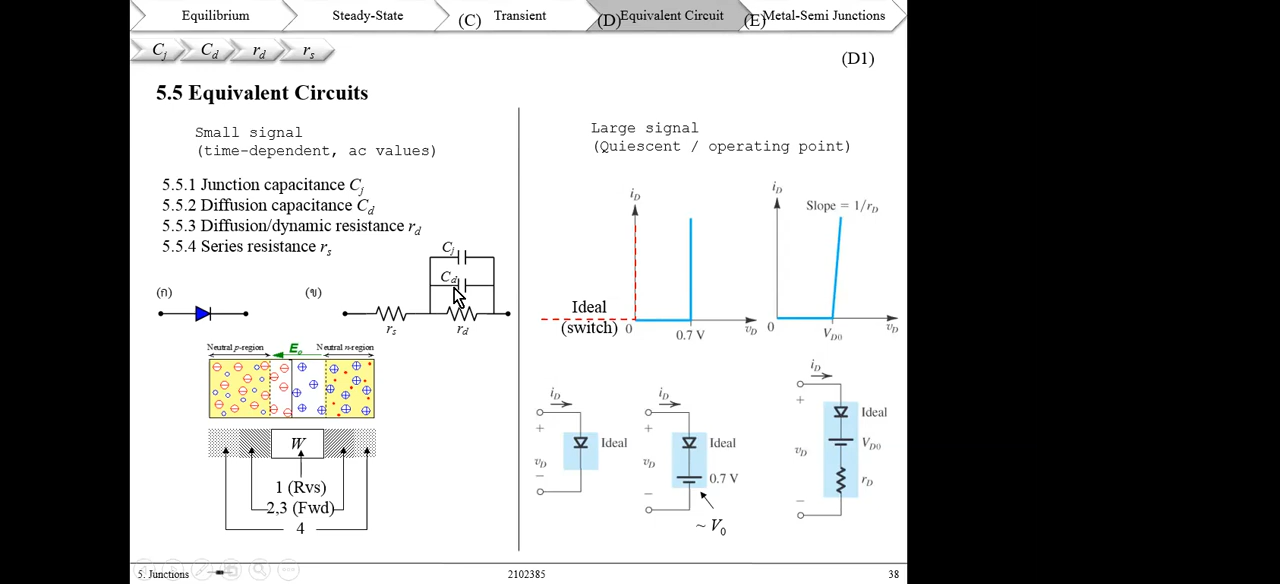 Equilibrium
Steady-State
(C) Transient
(D) Equivalent Circuit
(E) Metal-Semi Junctions
Cj Cd rd rs
(D1)
5.5 Equivalent Circuits
Small signal
(time-dependent, ac values)
5.5.1 Junction capacitance Cj
5.5.2 Diffusion capacitance Cd
5.5.3 Diffusion/dynamic resistance rd
5.5.4 Series resistance rs
(ก)
(ข)
Cj
Cd
rs
rd
Neutral p-region
Eo
Neutral n-region
W
1 (Rvs)
2,3 (Fwd)
4
Large signal
(Quiescent / operating point)
iD
Ideal
(switch)
0
0.7 V
vD
iD
Slope = 1/rD
0
VD0
vD
iD
+
vD
−
Ideal
iD
+
vD
−
Ideal
0.7 V
~ V0
iD
+
vD
−
Ideal
VD0
rD
5. Junctions
2102385
38